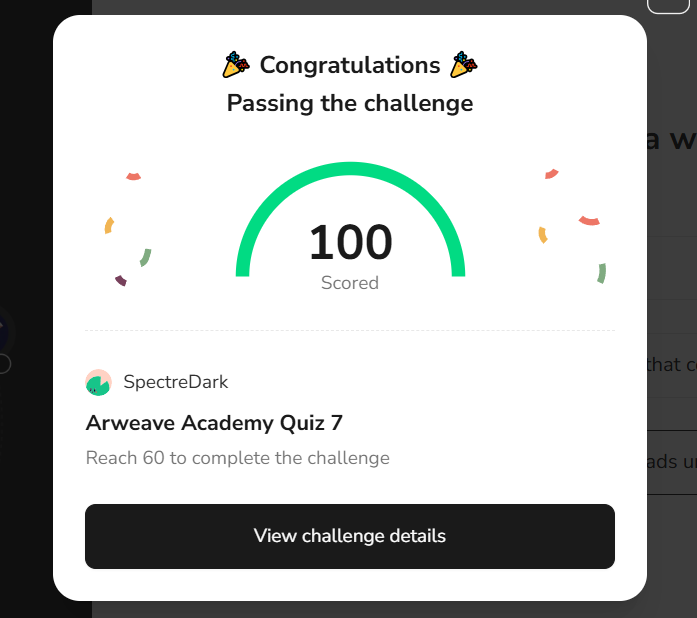 Congratulations
Passing the challenge
a w
100
Scored
that c
SpectreDark
Arweave Academy Quiz 7
Reach 60 to complete the challenge
ads u
View challenge details